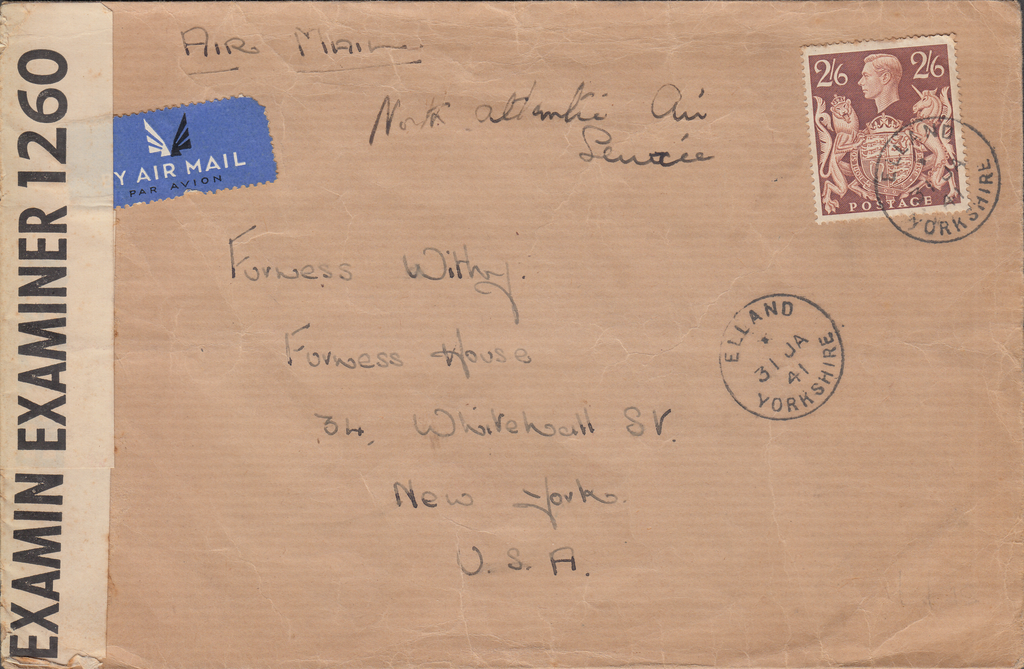 AIR MAIL
North Atlantic Air
Service
2/6 2/6
POSTAGE
ELLAND
YORKSHIRE
Y AIR MAIL
PAR AVION
Furness Withy.
Furness House
34, Whitehall St.
New York.
U. S. A.
ELLAND
31 JA
41
YORKSHIRE
EXAMIN EXAMINER 1260